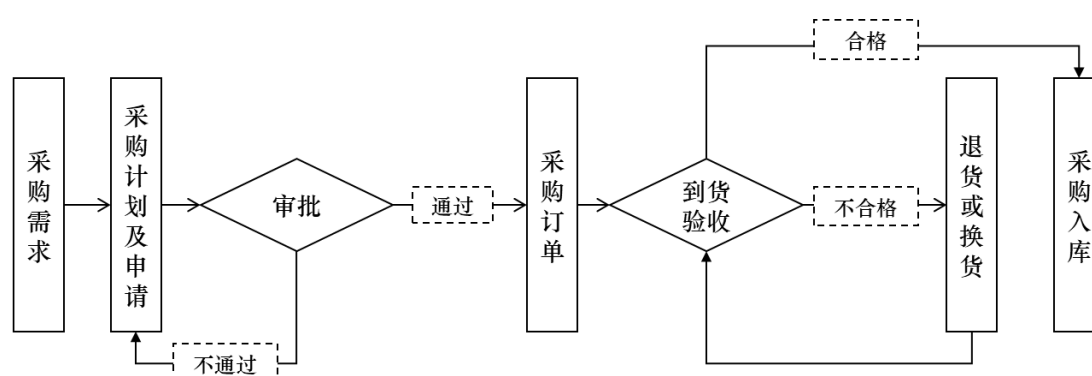 采购需求
采购计划及申请
审批
不通过
通过
采购订单
到货
验收
合格
不合格
退货或换货
采购入库